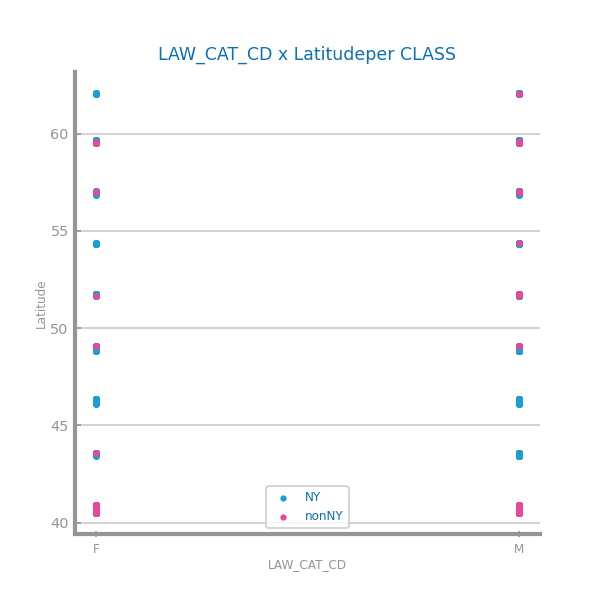 LAW_CAT_CD x Latitudeper CLASS
60
55
50
45
40
Latitude
NY
nonNY
F
M
LAW_CAT_CD